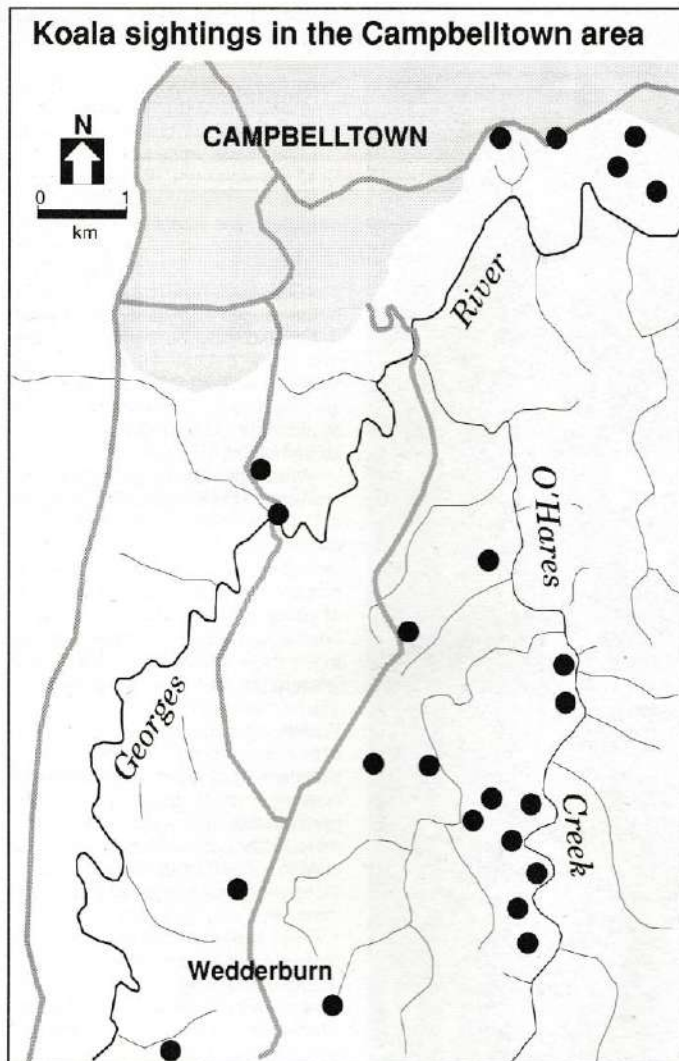 Koala sightings in the Campbelltown area
N
CAMPBELLTOWN
0 1
km
River
O'Hares
Georges
Creek
Wedderburn